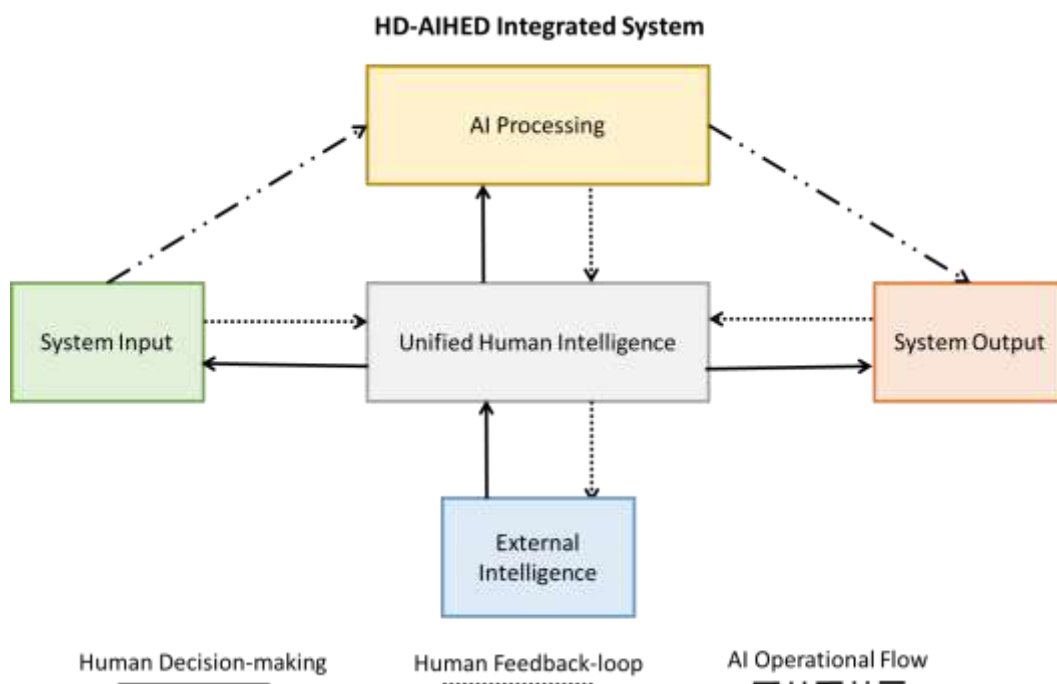 HD-AIHED Integrated System
AI Processing
System Input
Unified Human Intelligence
System Output
External
Intelligence
Human Decision-making
Human Feedback-loop
AI Operational Flow